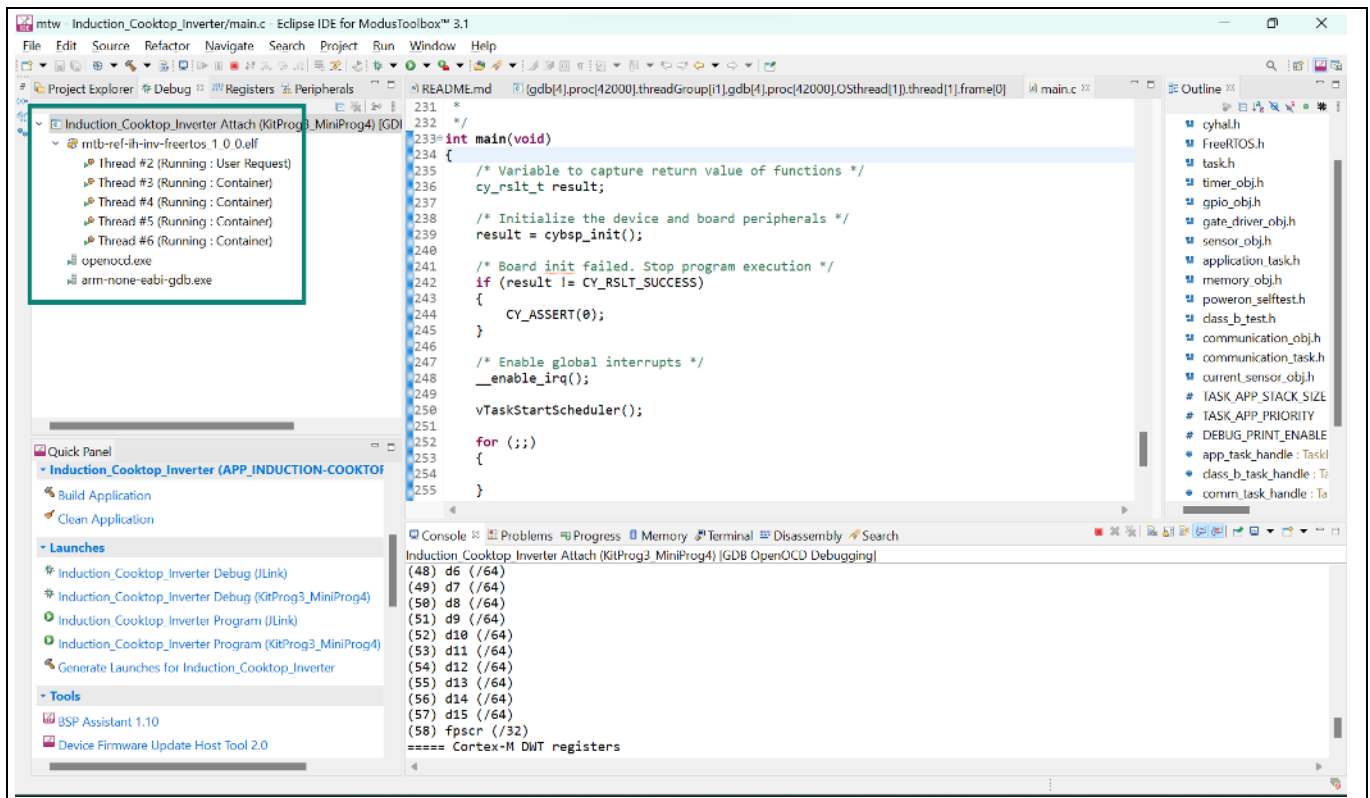 mtw - Induction_Cooktop_Inverter/main.c - Eclipse IDE for ModusToolbox™ 3.1
File Edit Source Refactor Navigate Search Project Run Window Help
Project Explorer Debug Registers Peripherals
Induction_Cooktop_Inverter Attach (KitProg3_MiniProg4) [GDI
mtb-ref-ih-inv-freertos_1_0_0.elf
Thread #2 (Running : User Request)
Thread #3 (Running : Container)
Thread #4 (Running : Container)
Thread #5 (Running : Container)
Thread #6 (Running : Container)
openocd.exe
arm-none-eabi-gdb.exe
Quick Panel
Induction_Cooktop_Inverter (APP_INDUCTION-COOKTOF
Build Application
Clean Application
Launches
Induction_Cooktop_Inverter Debug (JLink)
Induction_Cooktop_Inverter Debug (KitProg3_MiniProg4)
Induction_Cooktop_Inverter Program (JLink)
Induction_Cooktop_Inverter Program (KitProg3_MiniProg4)
Generate Launches for Induction_Cooktop_Inverter
Tools
BSP Assistant 1.10
Device Firmware Update Host Tool 2.0
README.md (gdb[4].proc[42000].threadGroup[i1],gdb[4].proc[42000].OSthread[1]).thread[1].frame[0] main.c
231 *
232 */
233 int main(void)
234 {
235 /* Variable to capture return value of functions */
236 cy_rslt_t result;
237
238 /* Initialize the device and board peripherals */
239 result = cybsp_init();
240
241 /* Board init failed. Stop program execution */
242 if (result != CY_RSLT_SUCCESS)
243 {
244 CY_ASSERT(0);
245 }
246
247 /* Enable global interrupts */
248 __enable_irq();
249
250 vTaskStartScheduler();
251
252 for (;;)
253 {
254
255 }
Outline
cyhal.h
FreeRTOS.h
task.h
timer_obj.h
gpio_obj.h
gate_driver_obj.h
sensor_obj.h
application_task.h
memory_obj.h
poweron_selftest.h
class_b_test.h
communication_obj.h
communication_task.h
current_sensor_obj.h
# TASK_APP_STACK_SIZE
# TASK_APP_PRIORITY
# DEBUG_PRINT_ENABLE
app_task_handle : Taskl
class_b_task_handle : Ta
comm_task_handle : Ta
Console Problems Progress Memory Terminal Disassembly Search
Induction_Cooktop_Inverter Attach (KitProg3_MiniProg4) [GDB OpenOCD Debugging]
(48) d6 (/64)
(49) d7 (/64)
(50) d8 (/64)
(51) d9 (/64)
(52) d10 (/64)
(53) d11 (/64)
(54) d12 (/64)
(55) d13 (/64)
(56) d14 (/64)
(57) d15 (/64)
(58) fpscr (/32)
===== Cortex-M DWT registers